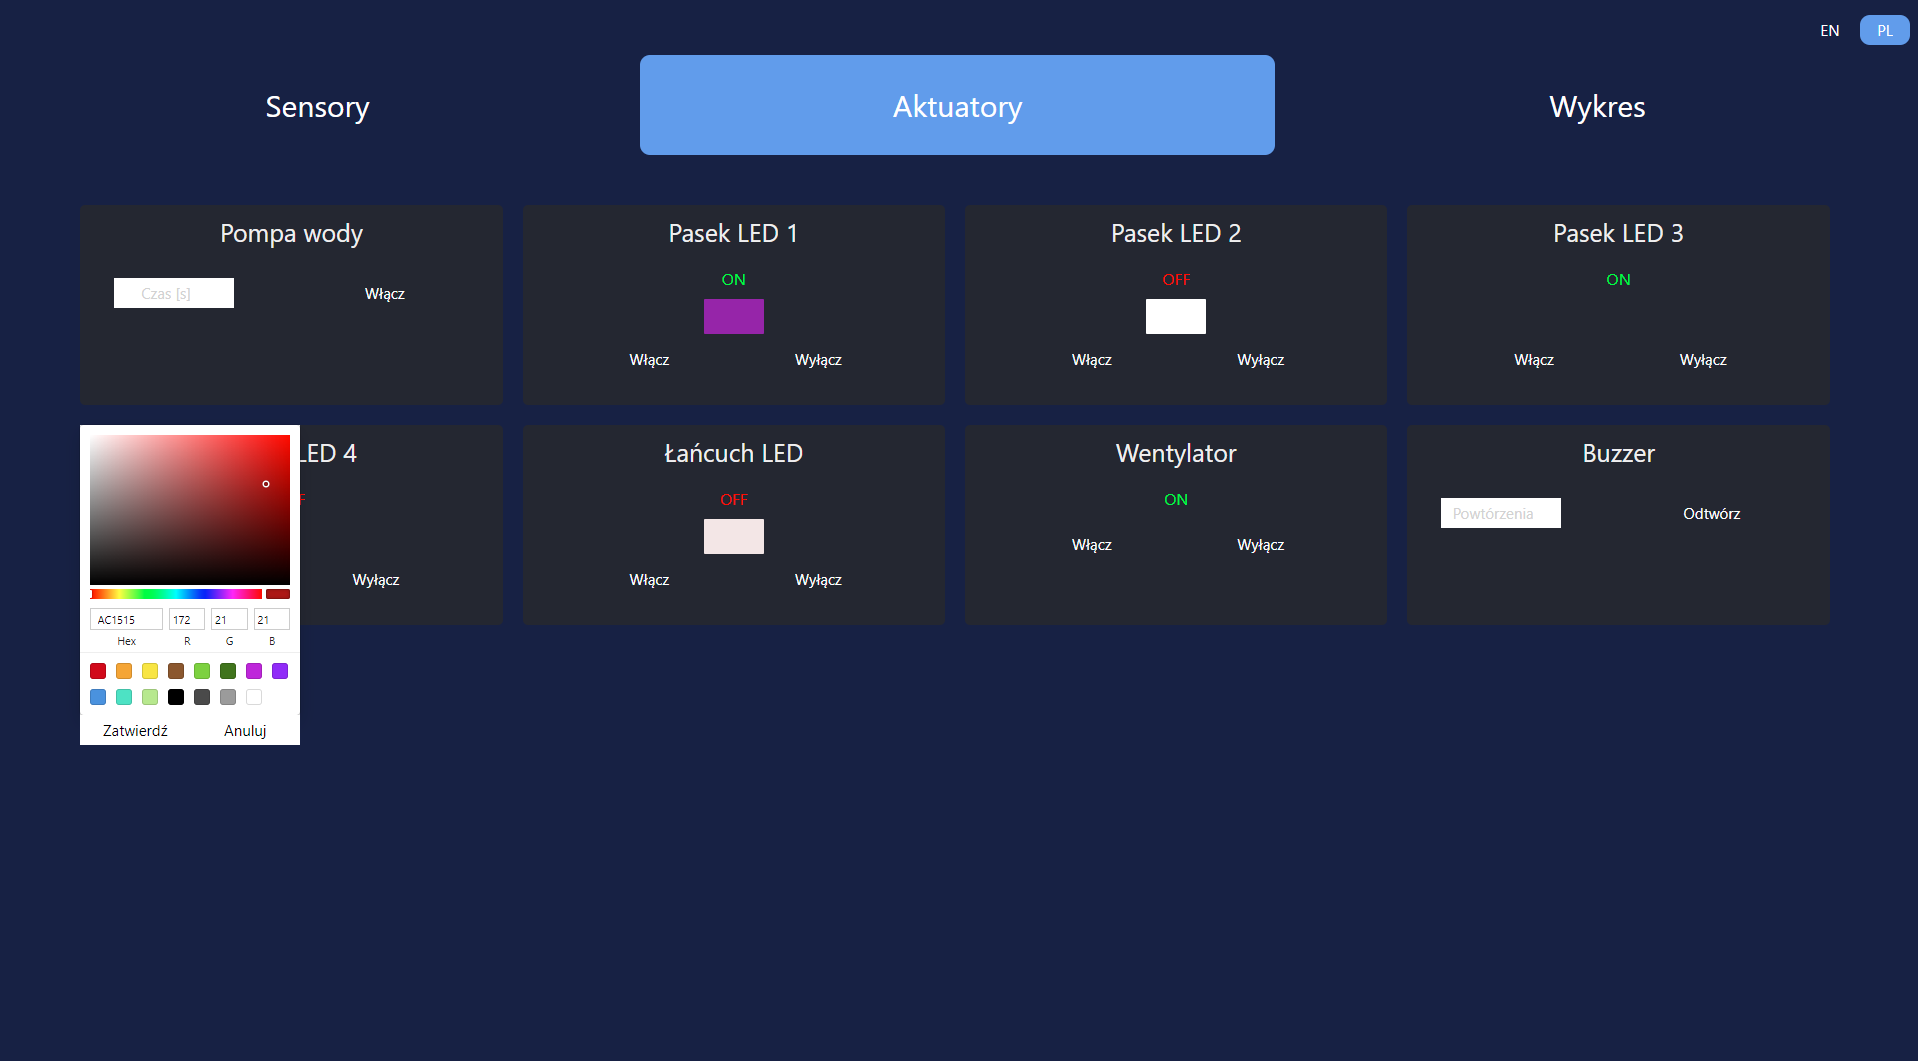 EN PL
Sensory Aktuatory Wykres
Pompa wody
Czas [s] Włącz
Pasek LED 1
ON
Włącz Wyłącz
Pasek LED 2
OFF
Włącz Wyłącz
Pasek LED 3
ON
Włącz Wyłącz
LED 4
F
Wyłącz
AC1515 172 21 21
Hex R G B
Zatwierdź Anuluj
Łańcuch LED
OFF
Włącz Wyłącz
Wentylator
ON
Włącz Wyłącz
Buzzer
Powtórzenia Odtwórz